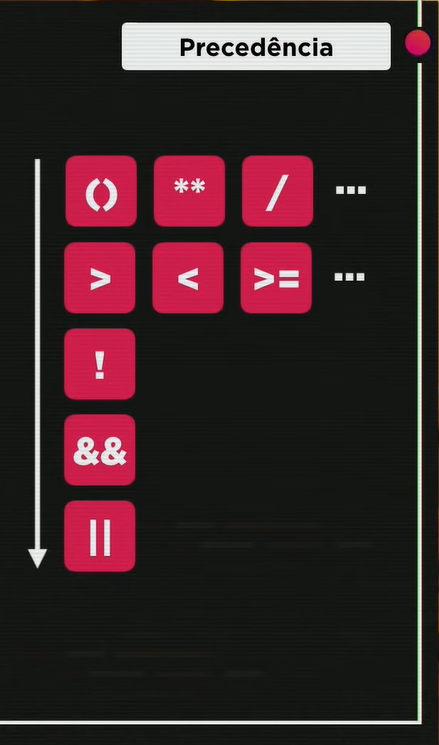 Precedência
() ** / ...
> < >= ...
!
&&
||